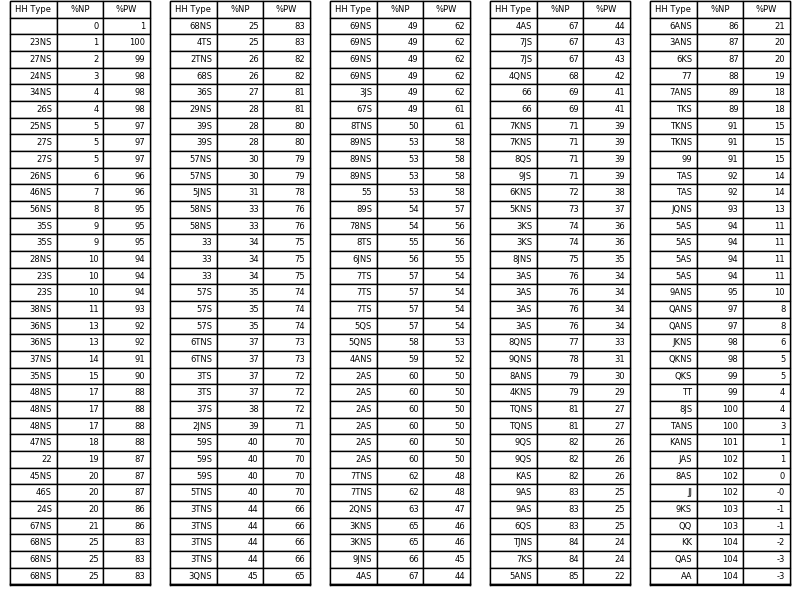 HH Type %NP %PW
0 1
23NS 1 100
27NS 2 99
24NS 3 98
34NS 4 98
26S 4 98
25NS 5 97
27S 5 97
27S 5 97
26NS 6 96
46NS 7 96
56NS 8 95
35S 9 95
35S 9 95
28NS 10 94
23S 10 94
23S 10 94
38NS 11 93
36NS 13 92
36NS 13 92
37NS 14 91
35NS 15 90
48NS 17 88
48NS 17 88
48NS 17 88
47NS 18 88
22 19 87
45NS 20 87
46S 20 87
24S 20 86
67NS 21 86
68NS 25 83
68NS 25 83
68NS 25 83
HH Type %NP %PW
68NS 25 83
4TS 25 83
2TNS 26 82
68S 26 82
36S 27 81
29NS 28 81
39S 28 80
39S 28 80
57NS 30 79
57NS 30 79
5JNS 31 78
58NS 33 76
58NS 33 76
33 34 75
33 34 75
33 34 75
57S 35 74
57S 35 74
57S 35 74
6TNS 37 73
6TNS 37 73
3TS 37 72
3TS 37 72
37S 38 72
2JNS 39 71
59S 40 70
59S 40 70
59S 40 70
5TNS 40 70
3TNS 44 66
3TNS 44 66
3TNS 44 66
3TNS 44 66
3QNS 45 65
HH Type %NP %PW
69NS 49 62
69NS 49 62
69NS 49 62
69NS 49 62
3JS 49 62
67S 49 61
8TNS 50 61
89NS 53 58
89NS 53 58
89NS 53 58
55 53 58
89S 54 57
78NS 54 56
8TS 55 56
6JNS 56 55
7TS 57 54
7TS 57 54
7TS 57 54
5QS 57 54
5QNS 58 53
4ANS 59 52
2AS 60 50
2AS 60 50
2AS 60 50
2AS 60 50
2AS 60 50
2AS 60 50
7TNS 62 48
7TNS 62 48
2QNS 63 47
3KNS 65 46
3KNS 65 46
9JNS 66 45
4AS 67 44
HH Type %NP %PW
4AS 67 44
7JS 67 43
7JS 67 43
4QNS 68 42
66 69 41
66 69 41
7KNS 71 39
7KNS 71 39
8QS 71 39
9JS 71 39
6KNS 72 38
5KNS 73 37
3KS 74 36
3KS 74 36
8JNS 75 35
3AS 76 34
3AS 76 34
3AS 76 34
3AS 76 34
8QNS 77 33
9QNS 78 31
8ANS 79 30
4KNS 79 29
TQNS 81 27
TQNS 81 27
9QS 82 26
9QS 82 26
KAS 82 26
9AS 83 25
9AS 83 25
6QS 83 25
TJNS 84 24
7KS 84 24
5ANS 85 22
HH Type %NP %PW
6ANS 86 21
3ANS 87 20
6KS 87 20
77 88 19
7ANS 89 18
TKS 89 18
TKNS 91 15
TKNS 91 15
99 91 15
TAS 92 14
TAS 92 14
JQNS 93 13
5AS 94 11
5AS 94 11
5AS 94 11
5AS 94 11
9ANS 95 10
QANS 97 8
QANS 97 8
JKNS 98 6
QKNS 98 5
QKS 99 5
TT 99 4
8JS 100 4
TANS 100 3
KANS 101 1
JAS 102 1
8AS 102 0
JJ 102 -0
9KS 103 -1
QQ 103 -1
KK 104 -2
QAS 104 -3
AA 104 -3